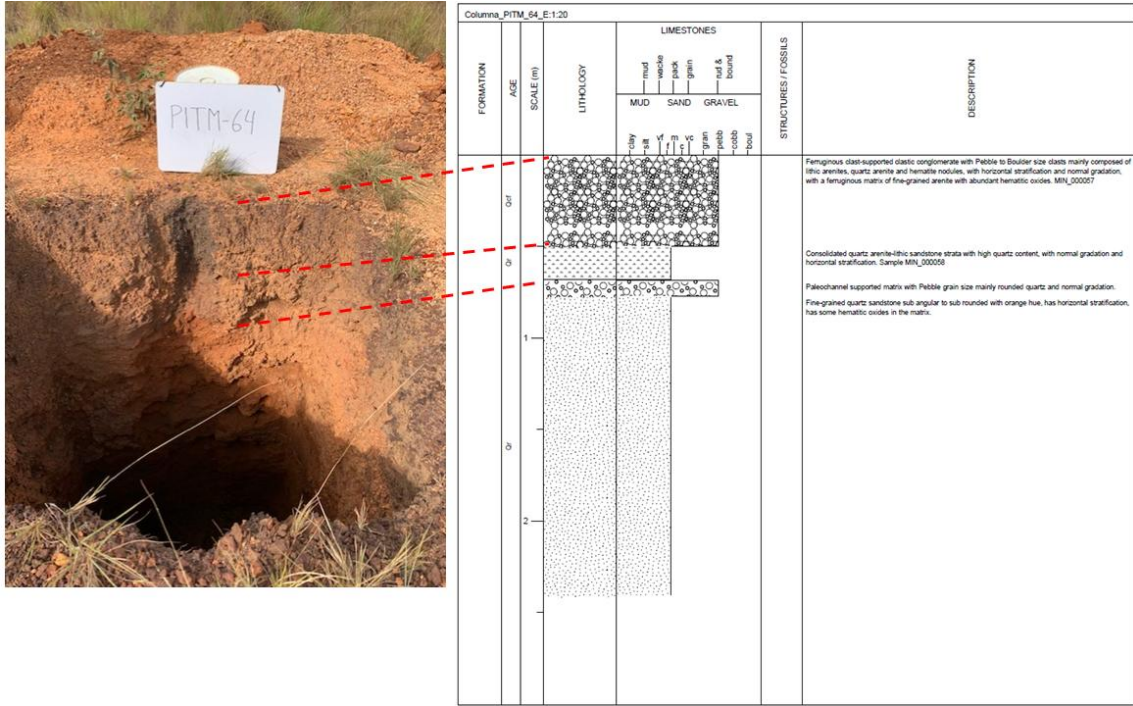 PITM-64
Columna_PITM_64_E:1:20
FORMATION
AGE
SCALE (m)
LITHOLOGY
LIMESTONES
mud
wacke
pack
grain
rud &
bound
MUD SAND GRAVEL
clay
silt
vf
f
m
c
vc
gran
pebb
cobb
boul
STRUCTURES / FOSSILS
DESCRIPTION
Qcf
Ferruginous clast-supported clastic conglomerate with Pebble to Boulder size clasts mainly composed of
lithic arenites, quartz arenite and hematite nodules, with horizontal stratification and normal gradation,
with a ferruginous matrix of fine-grained arenite with abundant hematitic oxides. MIN_000057
Qr
Consolidated quartz arenite-lithic sandstone strata with high quartz content, with normal gradation and
horizontal stratification. Sample MIN_000058
Paleochannel supported matrix with Pebble grain size mainly rounded quartz and normal gradation.
Fine-grained quartz sandstone sub angular to sub rounded with orange hue, has horizontal stratification,
has some hematitic oxides in the matrix.
1
Qr
2